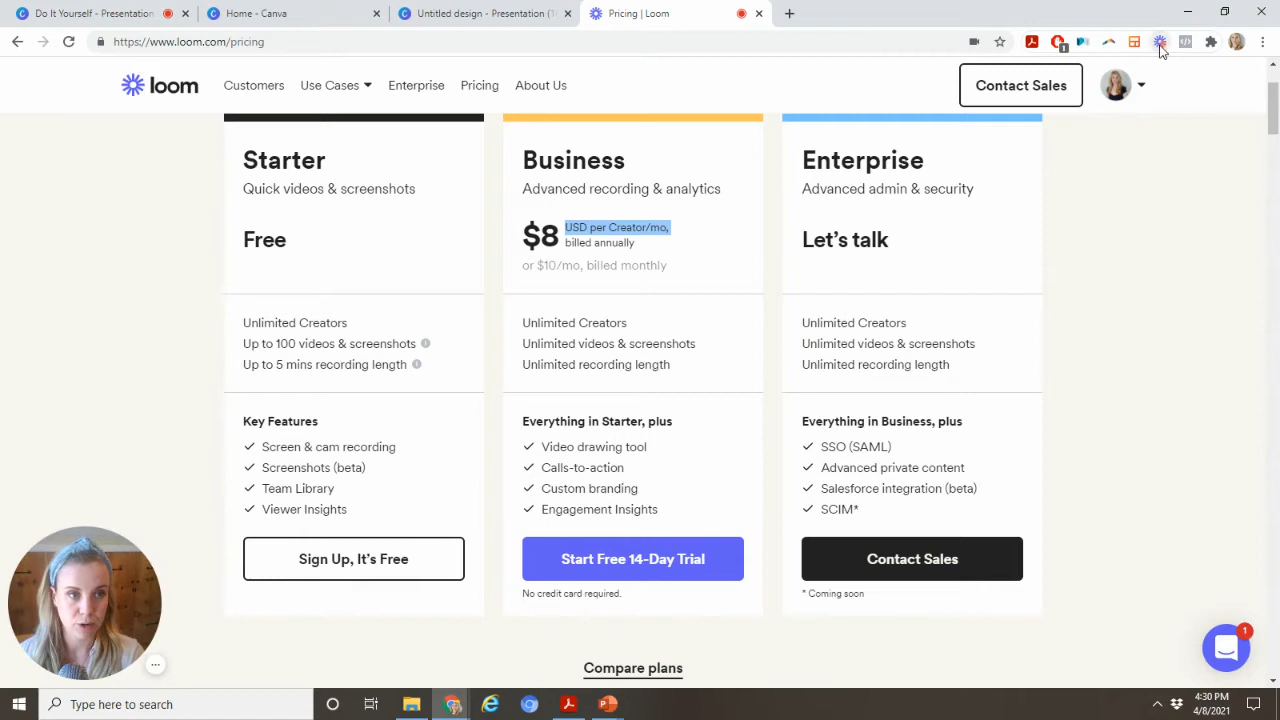 Do It Yourself - Presentation
Home - Canva
Untitled design - Presentation (1
Pricing | Loom
https://www.loom.com/pricing
1
loom
Customers
Use Cases
Enterprise
Pricing
About Us
Contact Sales
Starter
Quick videos & screenshots
Free
Unlimited Creators
Up to 100 videos & screenshots
Up to 5 mins recording length
Key Features
Screen & cam recording
Screenshots (beta)
Team Library
Viewer Insights
Sign Up, It's Free
Business
Advanced recording & analytics
$8 USD per Creator/mo,
billed annually
or $10/mo, billed monthly
Unlimited Creators
Unlimited videos & screenshots
Unlimited recording length
Everything in Starter, plus
Video drawing tool
Calls-to-action
Custom branding
Engagement Insights
Start Free 14-Day Trial
No credit card required.
Enterprise
Advanced admin & security
Let's talk
Unlimited Creators
Unlimited videos & screenshots
Unlimited recording length
Everything in Business, plus
SSO (SAML)
Advanced private content
Salesforce integration (beta)
SCIM*
Contact Sales
* Coming soon
Compare plans
1
Type here to search
4:30 PM
4/8/2021